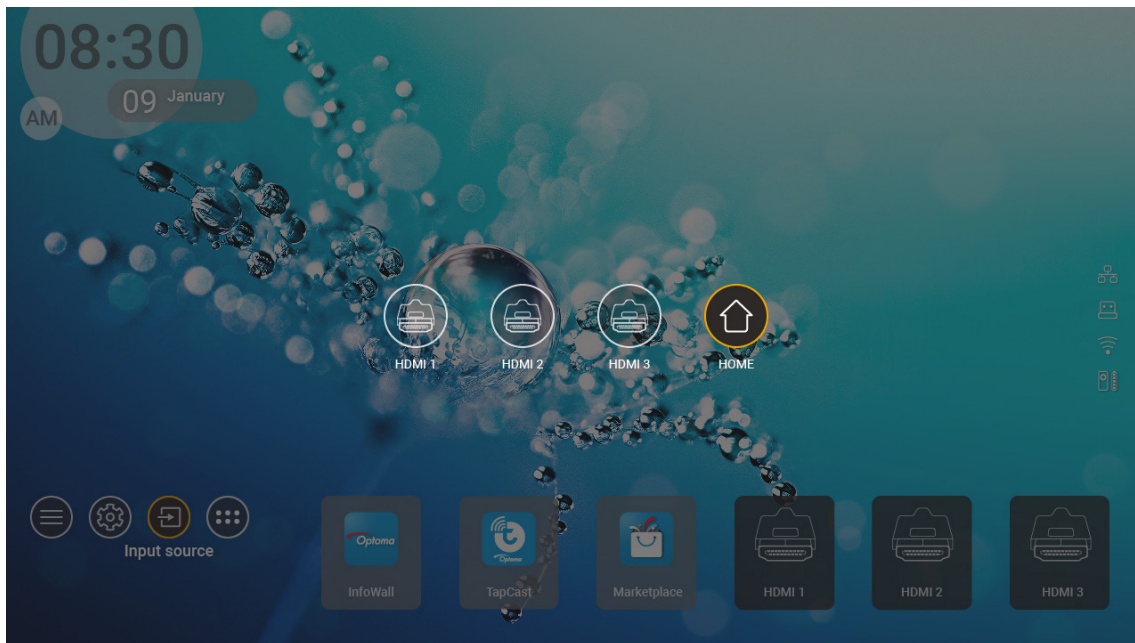 08:30
09 January
AM
HDMI 1 HDMI 2 HDMI 3 HOME
Input source
Optoma
Optoma
InfoWall TapCast Marketplace HDMI 1 HDMI 2 HDMI 3